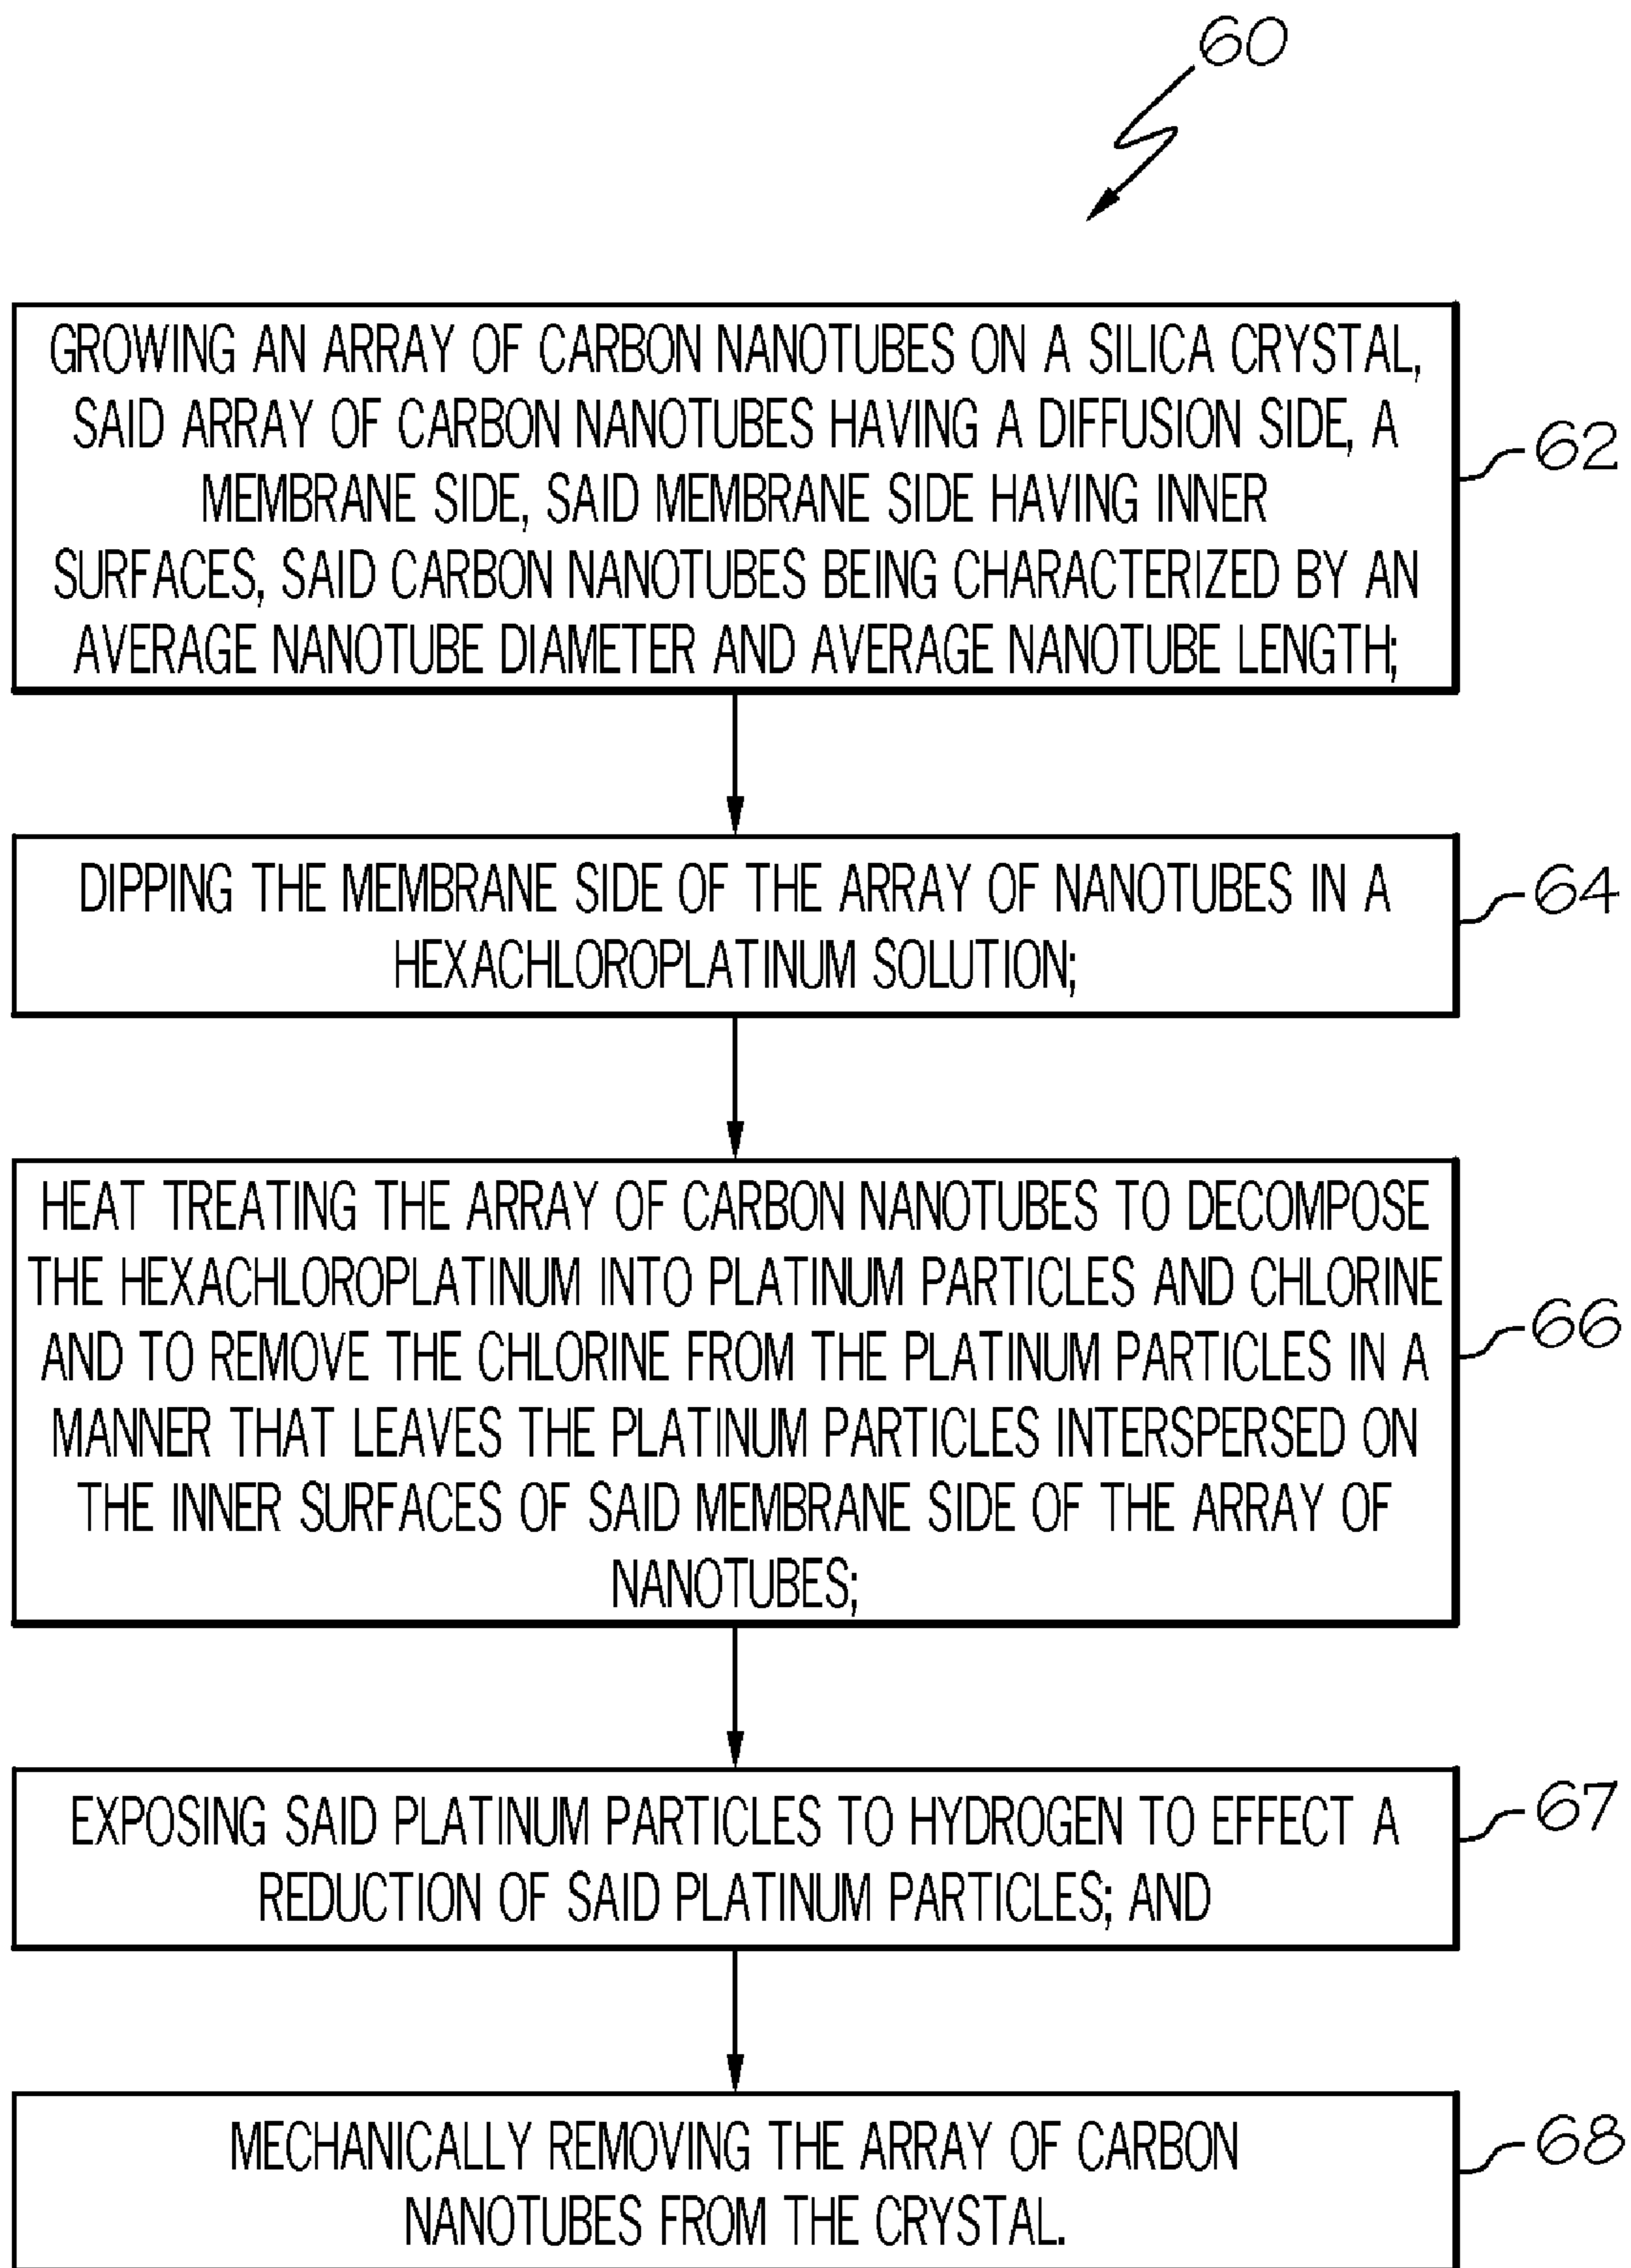 60
GROWING AN ARRAY OF CARBON NANOTUBES ON A SILICA CRYSTAL,
SAID ARRAY OF CARBON NANOTUBES HAVING A DIFFUSION SIDE, A
MEMBRANE SIDE, SAID MEMBRANE SIDE HAVING INNER
SURFACES, SAID CARBON NANOTUBES BEING CHARACTERIZED BY AN
AVERAGE NANOTUBE DIAMETER AND AVERAGE NANOTUBE LENGTH;
62
DIPPING THE MEMBRANE SIDE OF THE ARRAY OF NANOTUBES IN A
HEXACHLOROPLATINUM SOLUTION;
64
HEAT TREATING THE ARRAY OF CARBON NANOTUBES TO DECOMPOSE
THE HEXACHLOROPLATINUM INTO PLATINUM PARTICLES AND CHLORINE
AND TO REMOVE THE CHLORINE FROM THE PLATINUM PARTICLES IN A
MANNER THAT LEAVES THE PLATINUM PARTICLES INTERSPERSED ON
THE INNER SURFACES OF SAID MEMBRANE SIDE OF THE ARRAY OF
NANOTUBES;
66
EXPOSING SAID PLATINUM PARTICLES TO HYDROGEN TO EFFECT A
REDUCTION OF SAID PLATINUM PARTICLES; AND
67
MECHANICALLY REMOVING THE ARRAY OF CARBON
NANOTUBES FROM THE CRYSTAL.
68